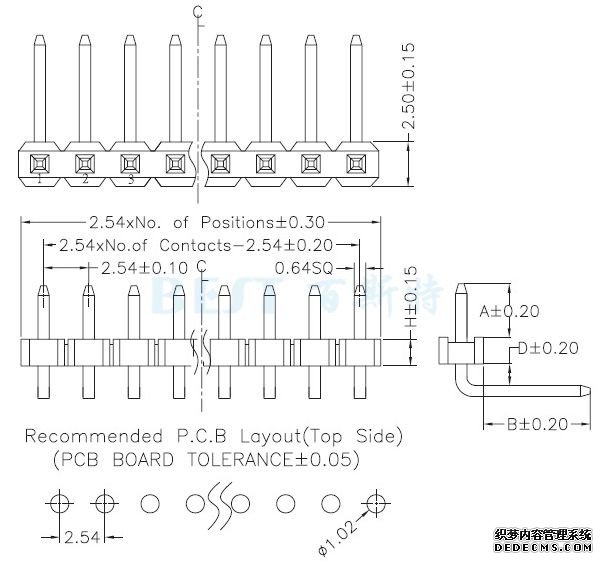 C
L
2.50±0.15
1 2 3
2.54xNo. of Positions±0.30
2.54xNo.of Contacts-2.54±0.20
2.54±0.10
C
L
0.64SQ
BEST 百斯特
H±0.15
A±0.20
D±0.20
B±0.20
Recommended P.C.B Layout(Top Side)
(PCB BOARD TOLERANCE±0.05)
2.54
ø1.02
织梦内容管理系统
DEDECMS.COM